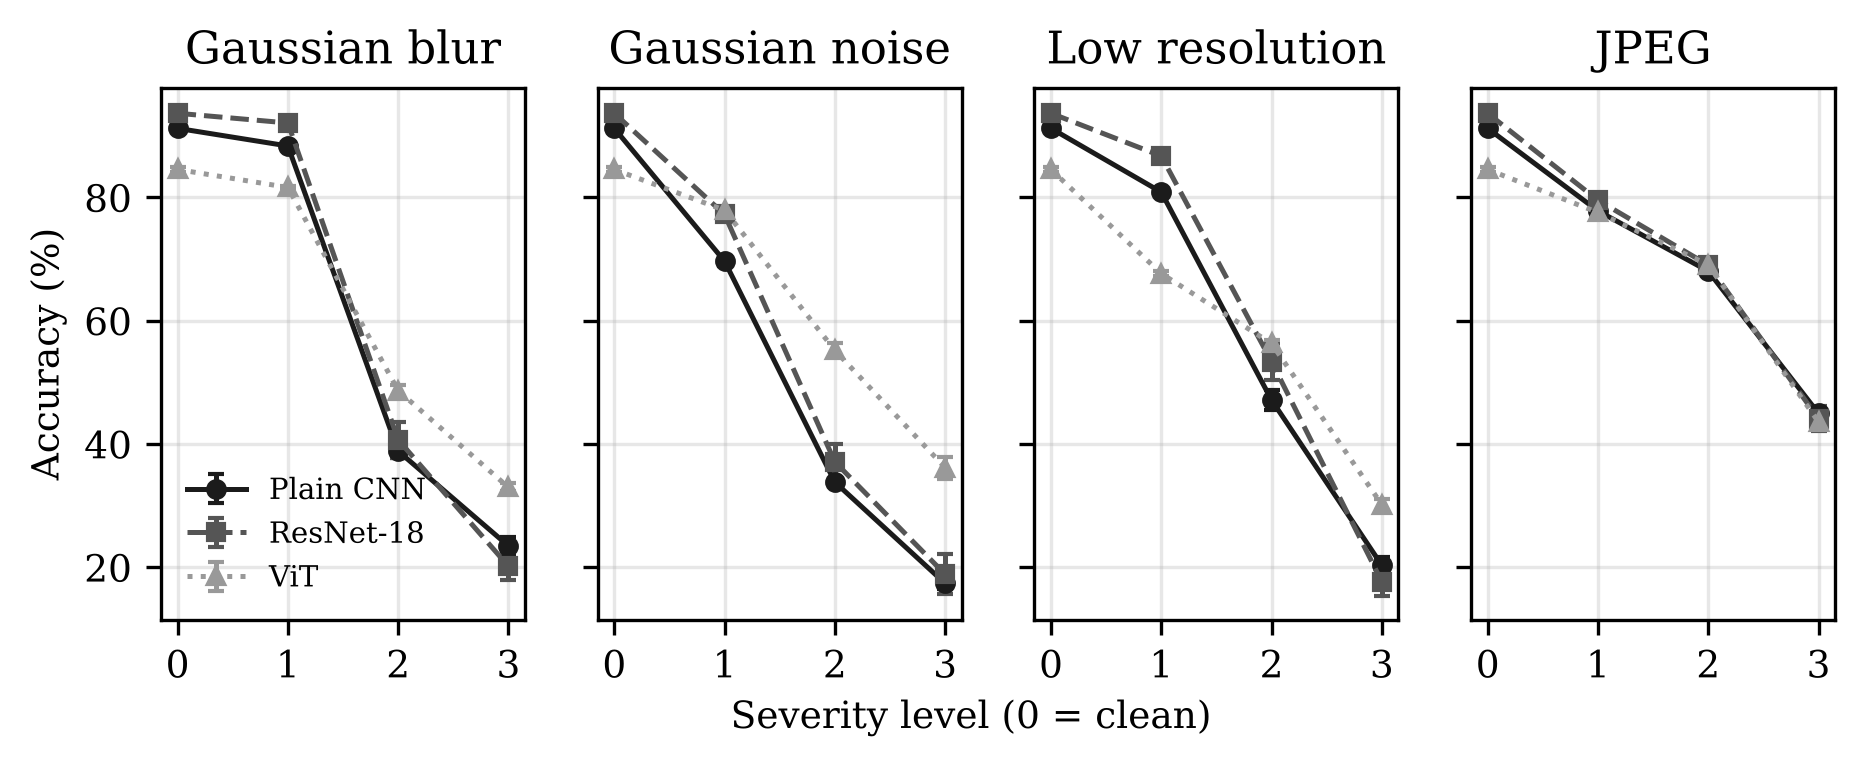 Gaussian blur
Gaussian noise
Low resolution
JPEG
Accuracy (%)
80
60
40
20
Plain CNN
ResNet-18
ViT
0 1 2 3
0 1 2 3
0 1 2 3
0 1 2 3
Severity level (0 = clean)